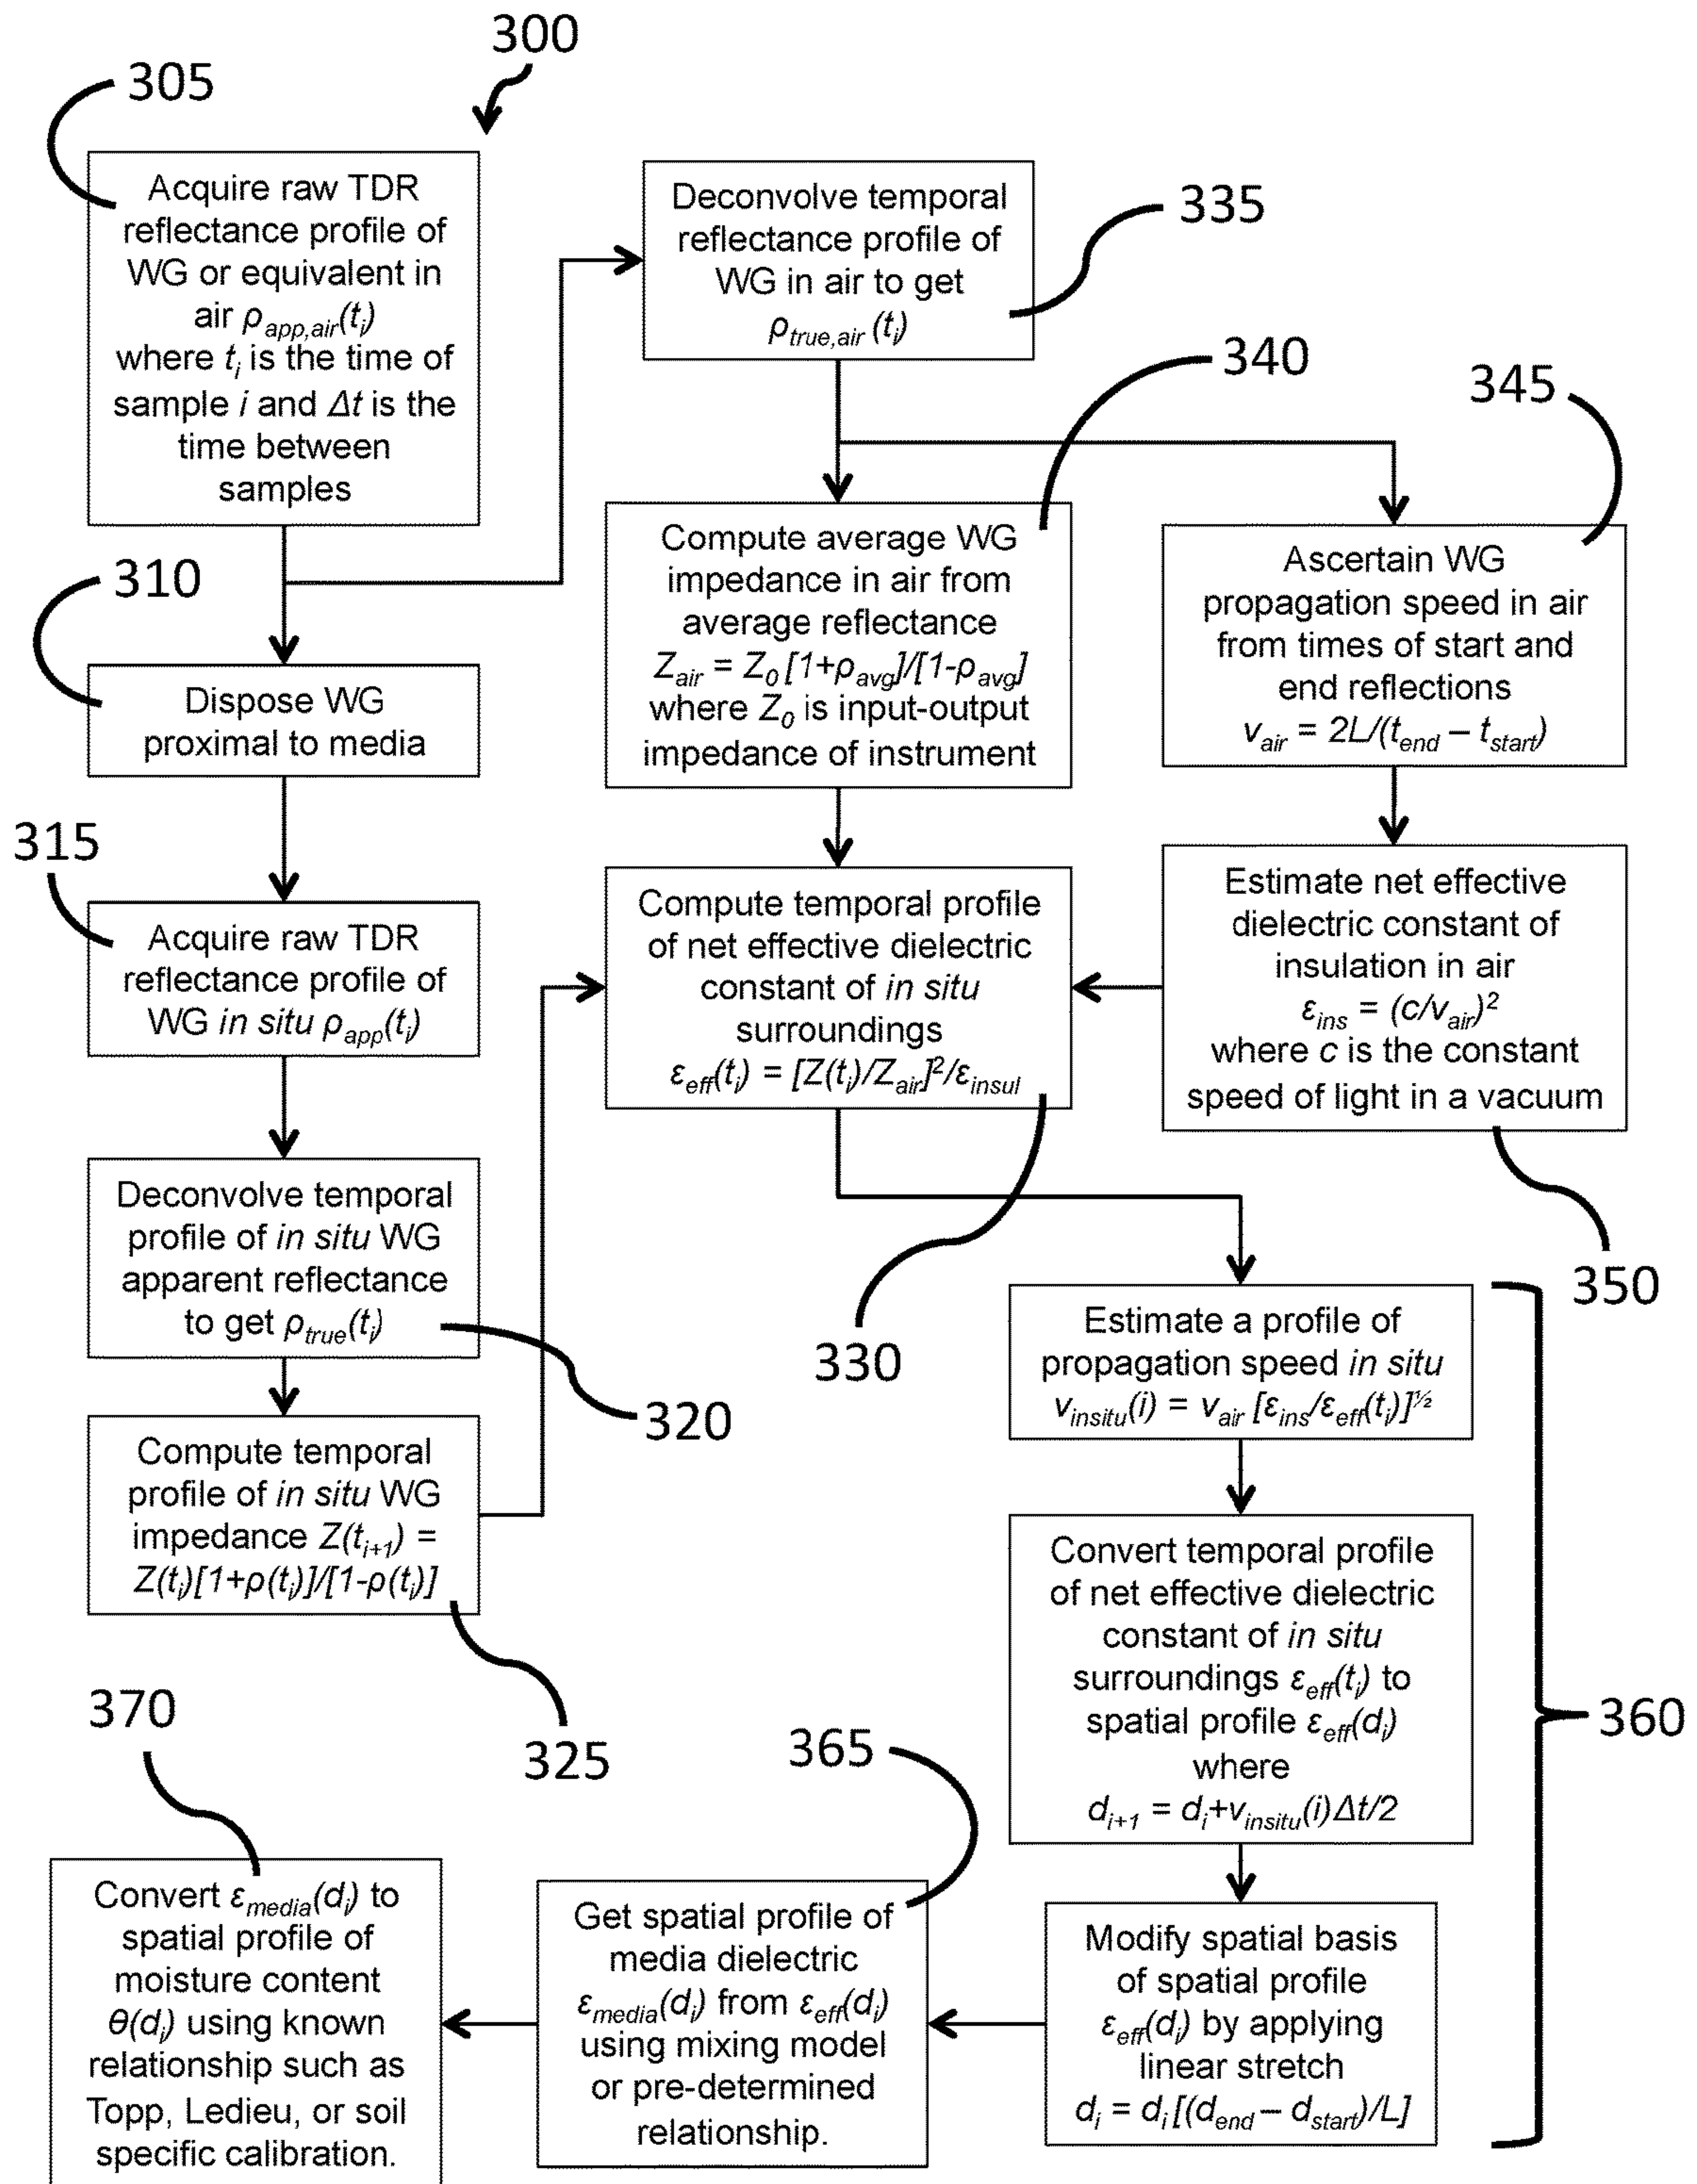 300
305
Acquire raw TDR
reflectance profile of
WG or equivalent in
air ρapp,air(ti)
where ti is the time of
sample i and Δt is the
time between
samples
310
Dispose WG
proximal to media
315
Acquire raw TDR
reflectance profile of
WG in situ ρapp(ti)
Deconvolve temporal
profile of in situ WG
apparent reflectance
to get ρtrue(ti)
320
Compute temporal
profile of in situ WG
impedance Z(ti+1) =
Z(ti)[1+ρ(ti)]/[1-ρ(ti)]
325
Deconvolve temporal
reflectance profile of
WG in air to get
ρtrue,air (ti)
335
340
Compute average WG
impedance in air from
average reflectance
Zair = Z0 [1+ρavg]/[1-ρavg]
where Z0 is input-output
impedance of instrument
345
Ascertain WG
propagation speed in air
from times of start and
end reflections
vair = 2L/(tend – tstart)
Estimate net effective
dielectric constant of
insulation in air
εins = (c/vair)2
where c is the constant
speed of light in a vacuum
350
Compute temporal profile
of net effective dielectric
constant of in situ
surroundings
εeff(ti) = [Z(ti)/Zair]2/εinsul
330
Estimate a profile of
propagation speed in situ
vinsitu(i) = vair [εins/εeff(ti)]½
Convert temporal profile
of net effective dielectric
constant of in situ
surroundings εeff(ti) to
spatial profile εeff(di)
where
di+1 = di+vinsitu(i)Δt/2
360
Modify spatial basis
of spatial profile
εeff(di) by applying
linear stretch
di = di [(dend – dstart)/L]
365
Get spatial profile of
media dielectric
εmedia(di) from εeff(di)
using mixing model
or pre-determined
relationship.
370
Convert εmedia(di) to
spatial profile of
moisture content
θ(di) using known
relationship such as
Topp, Ledieu, or soil
specific calibration.